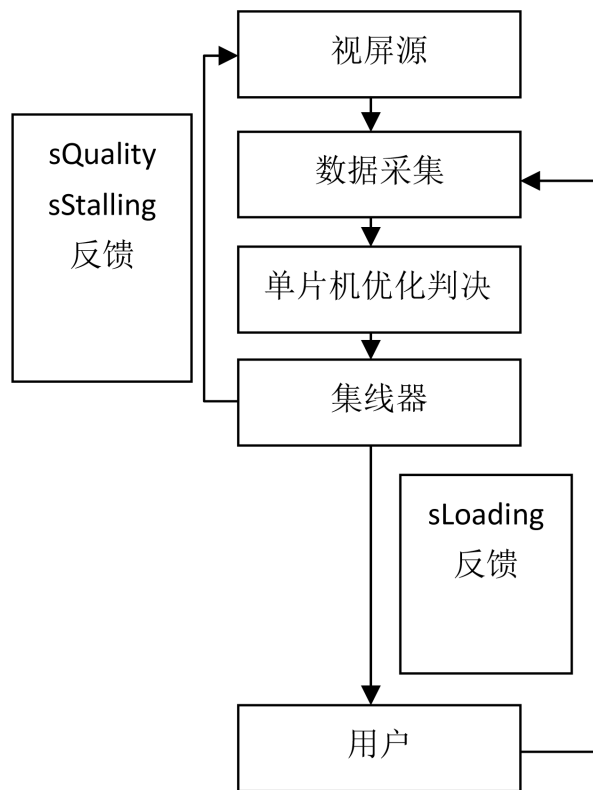 视屏源
sQuality
sStalling
反馈
数据采集
单片机优化判决
集线器
sLoading
反馈
用户